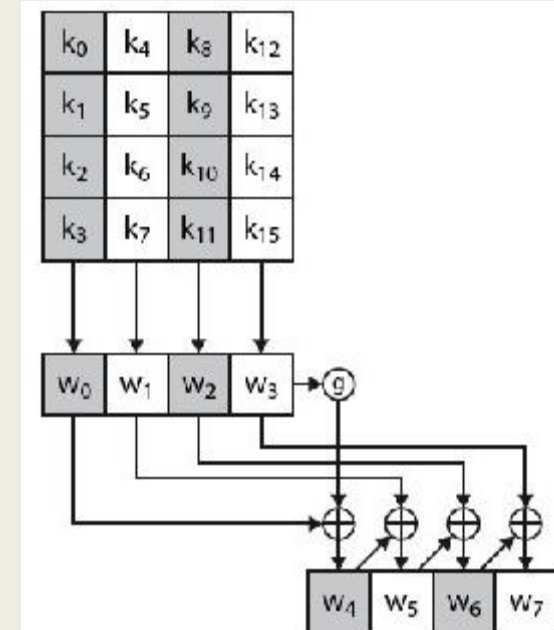 k₀ k₄ k₈ k₁₂
k₁ k₅ k₉ k₁₃
k₂ k₆ k₁₀ k₁₄
k₃ k₇ k₁₁ k₁₅
w₀ w₁ w₂ w₃ g
w₄ w₅ w₆ w₇